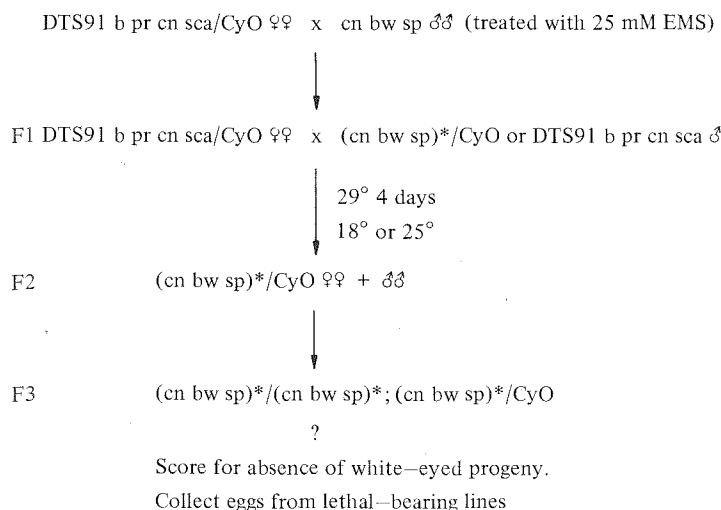 DTS91 b pr cn sca/CyO ♀♀ x cn bw sp ♂♂ (treated with 25 mM EMS)
F1 DTS91 b pr cn sca/CyO ♀♀ x (cn bw sp)*/CyO or DTS91 b pr cn sca ♂
29° 4 days
18° or 25°
F2 (cn bw sp)*/CyO ♀♀ + ♂♂
F3 (cn bw sp)*/(cn bw sp)*; (cn bw sp)*/CyO
?
Score for absence of white–eyed progeny.
Collect eggs from lethal–bearing lines